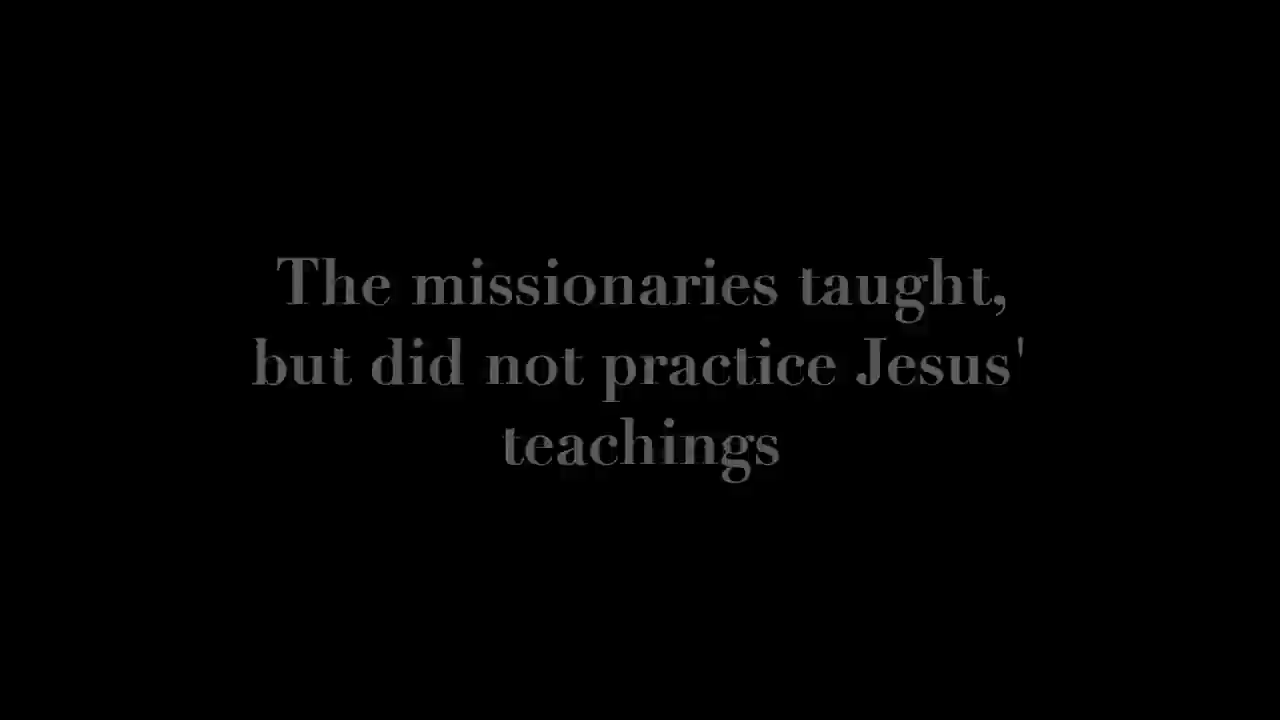 The missionaries taught,
but did not practice Jesus'
teachings